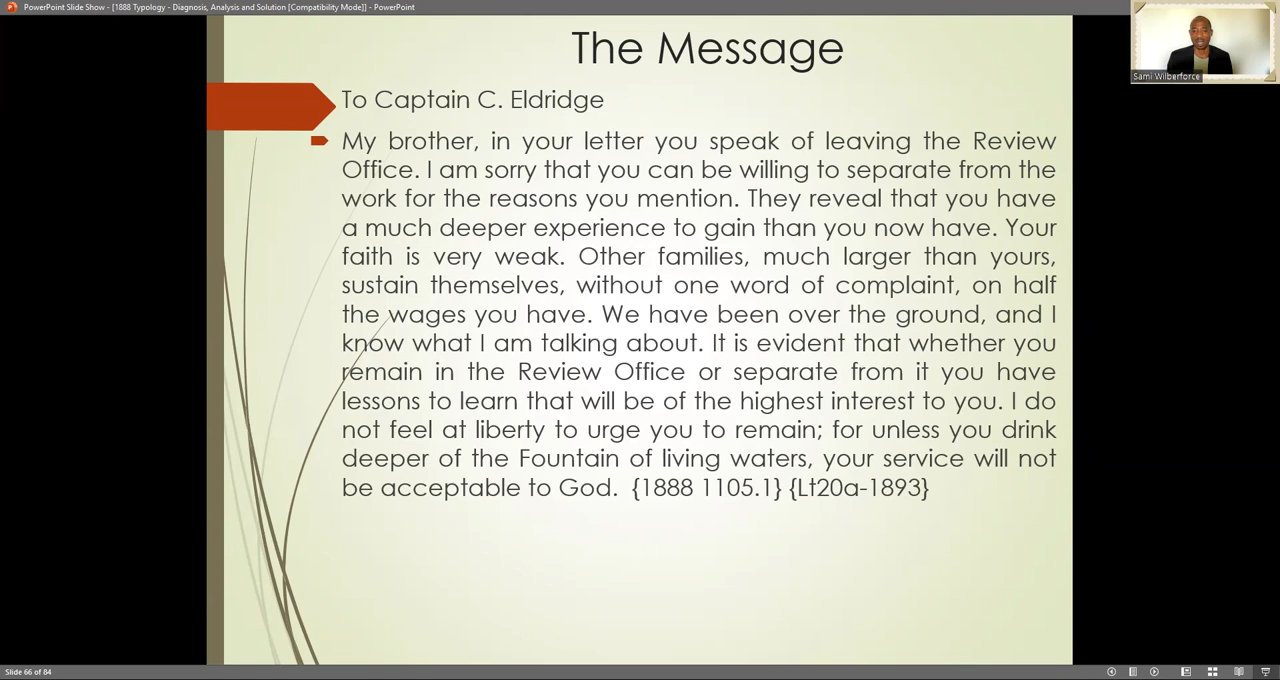 PowerPoint Slide Show - [1888 Typology - Diagnosis, Analysis and Solution [Compatibility Mode]] - PowerPoint
Sami Wilberforce
The Message
To Captain C. Eldridge
My brother, in your letter you speak of leaving the Review
Office. I am sorry that you can be willing to separate from the
work for the reasons you mention. They reveal that you have
a much deeper experience to gain than you now have. Your
faith is very weak. Other families, much larger than yours,
sustain themselves, without one word of complaint, on half
the wages you have. We have been over the ground, and I
know what I am talking about. It is evident that whether you
remain in the Review Office or separate from it you have
lessons to learn that will be of the highest interest to you. I do
not feel at liberty to urge you to remain; for unless you drink
deeper of the Fountain of living waters, your service will not
be acceptable to God. {1888 1105.1} {Lt20a-1893}
Slide 66 of 84